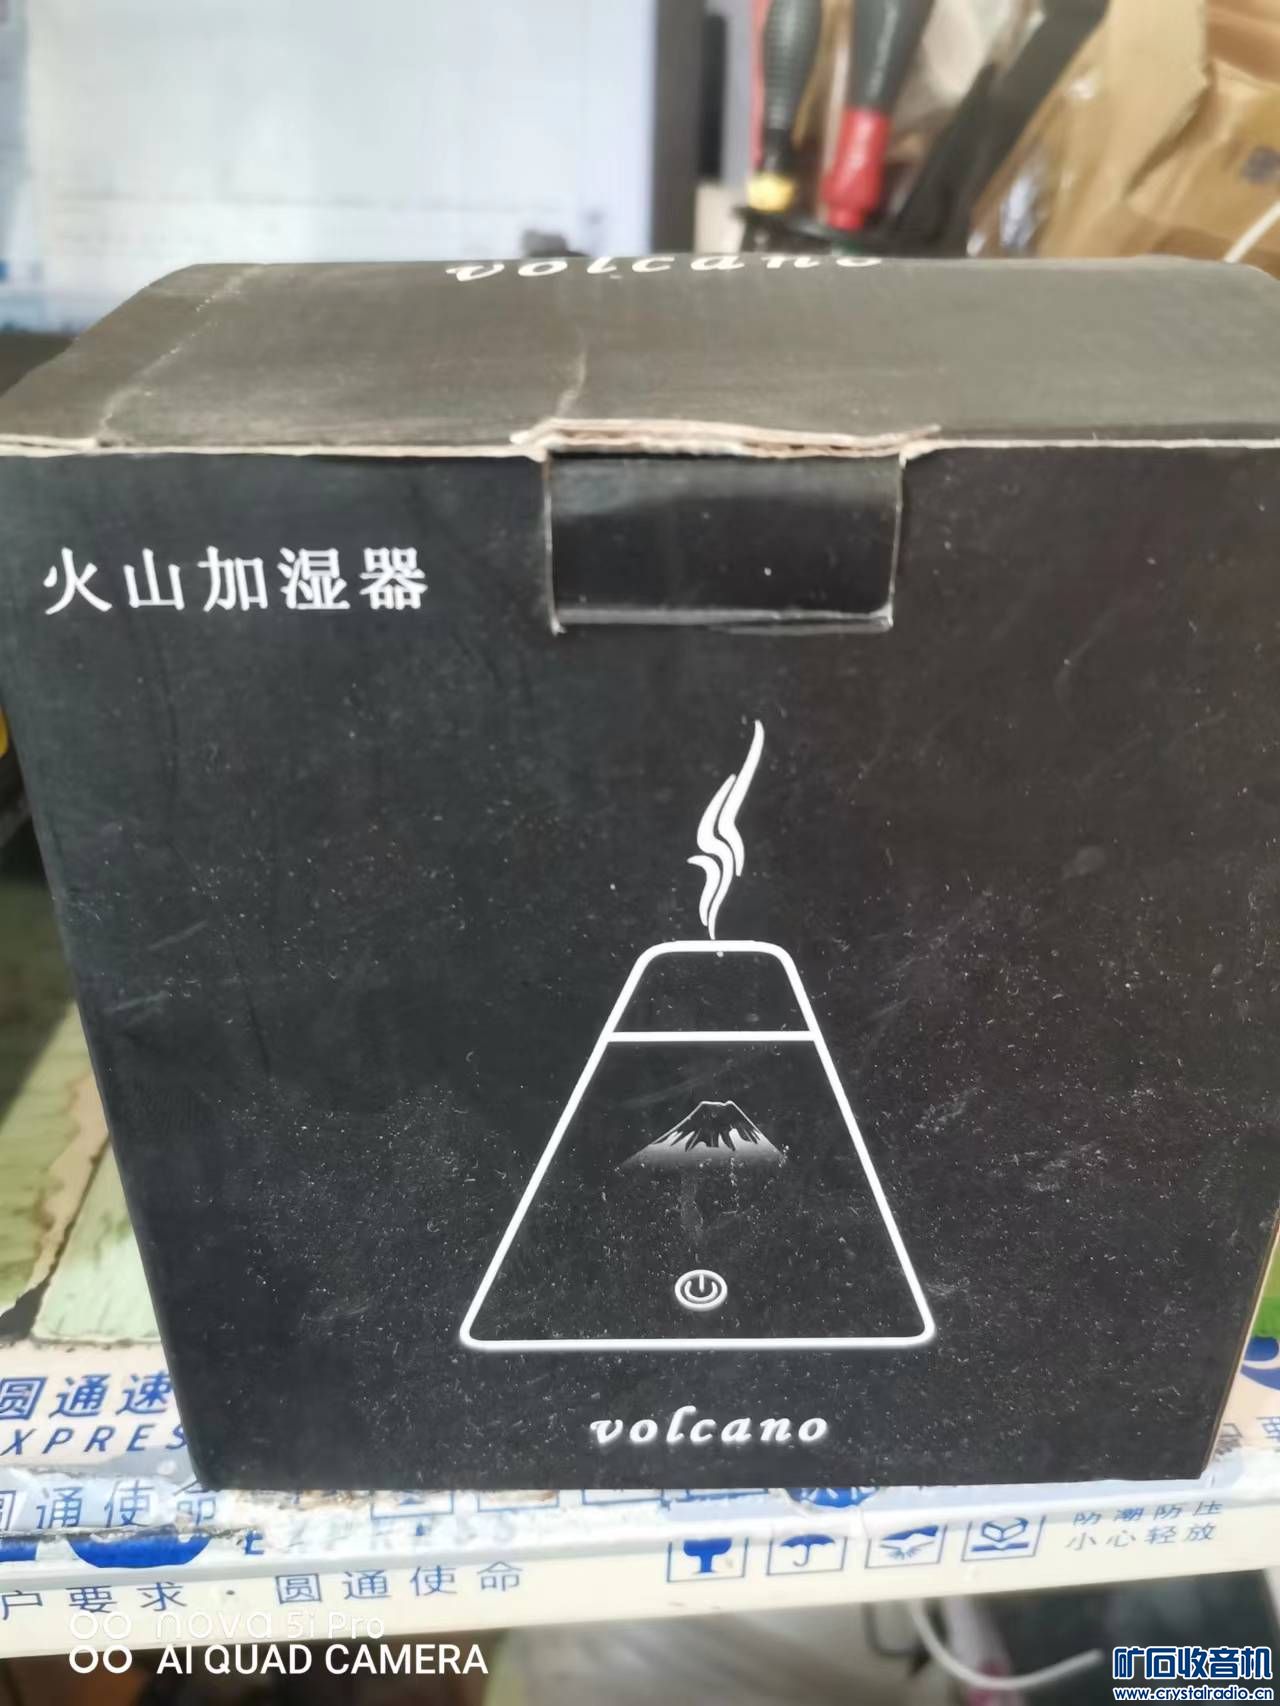 volcano
火山加湿器
volcano
圆通速
XPRESS
圆通使命
EXPRESS
防潮防压
小心轻放
户要求·圆通使命
nova 5i Pro
AI QUAD CAMERA
矿石收音机
www.crystalradio.cn